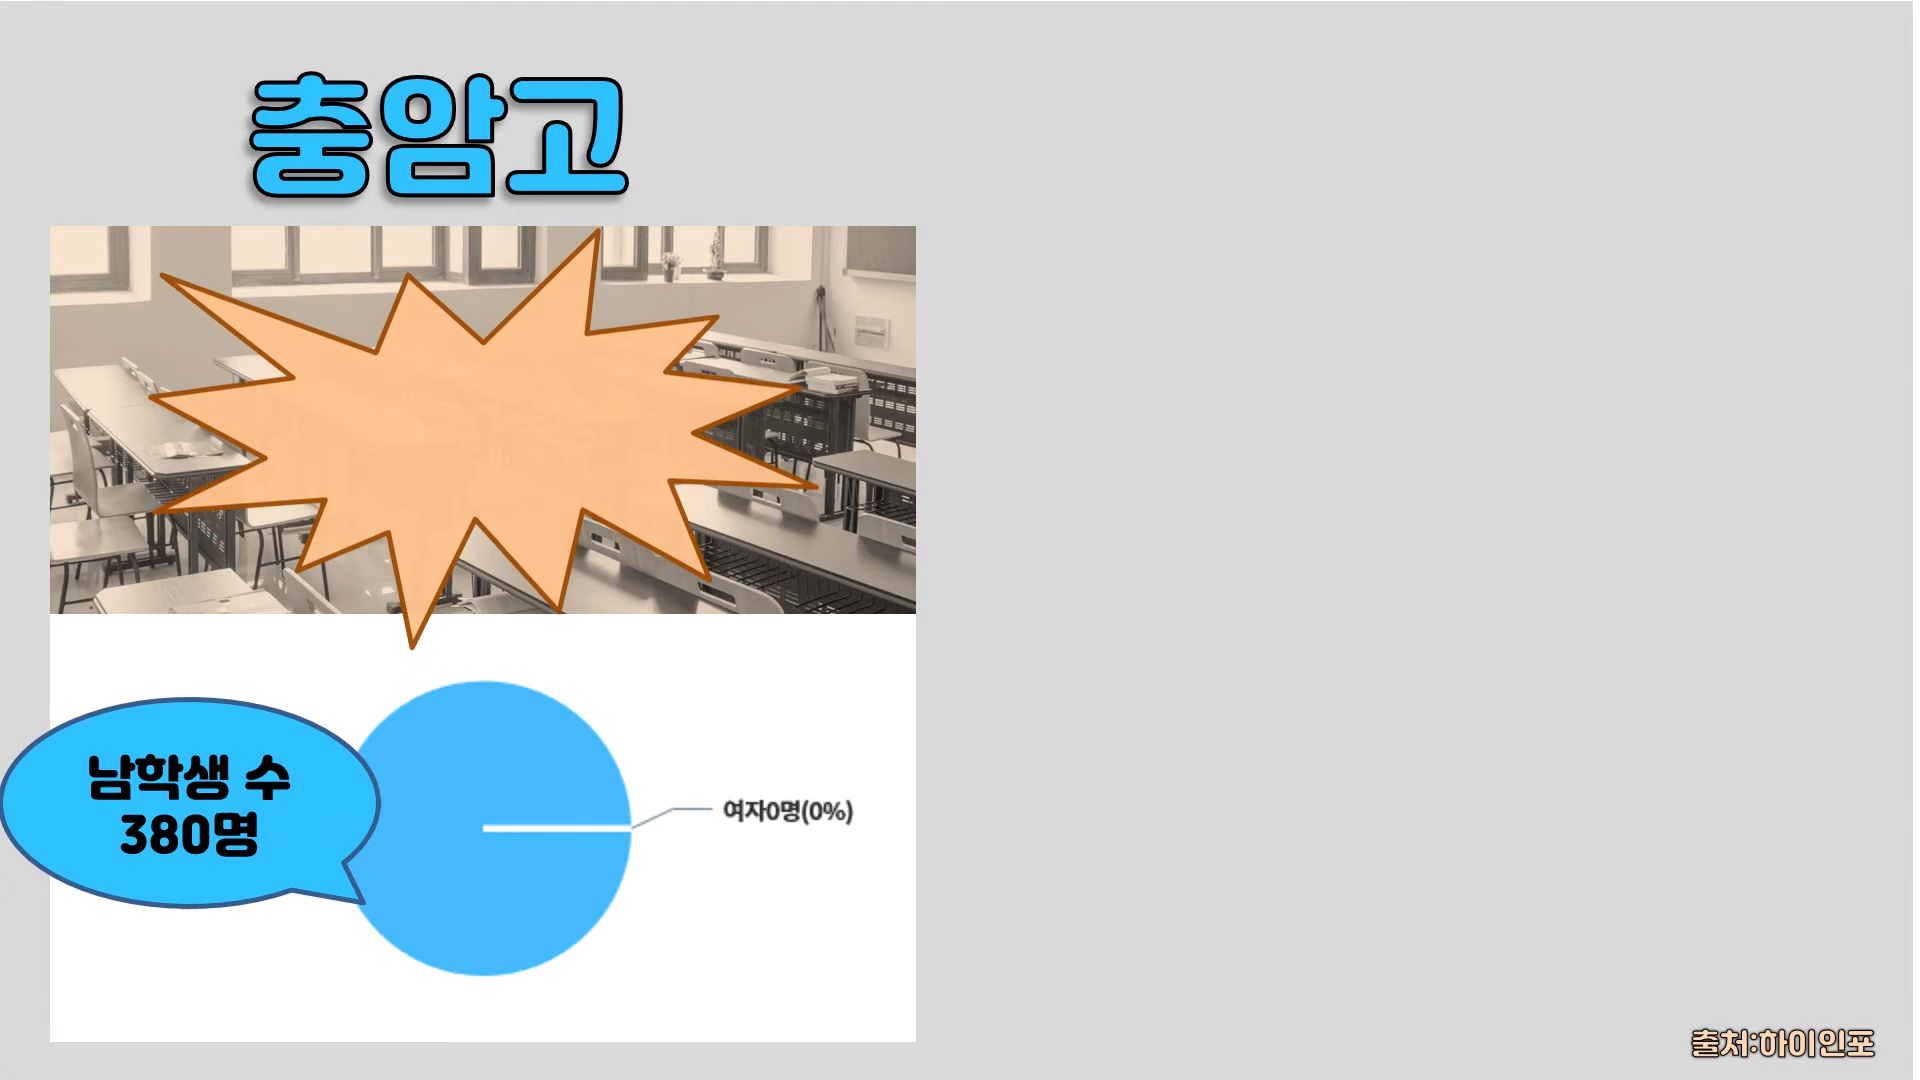 충암고
남학생 수
380명
여자0명(0%)
출처:하이인포